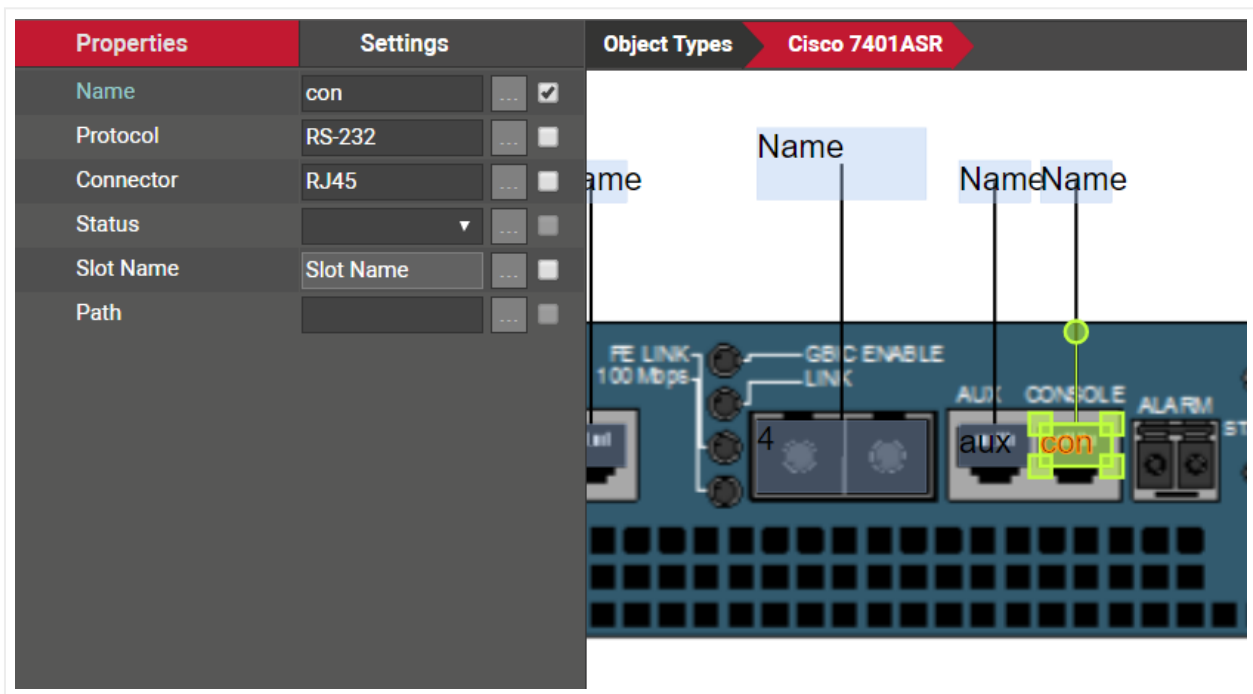 Properties Settings
Name con ...
Protocol RS-232 ...
Connector RJ45 ...
Status ...
Slot Name Slot Name ...
Path ...
Object Types Cisco 7401ASR
Name
ame
NameName
FE LINK
100 Mbps
GBIC ENABLE
LINK
AUX CONSOLE
ALARM
ST
4
aux
con